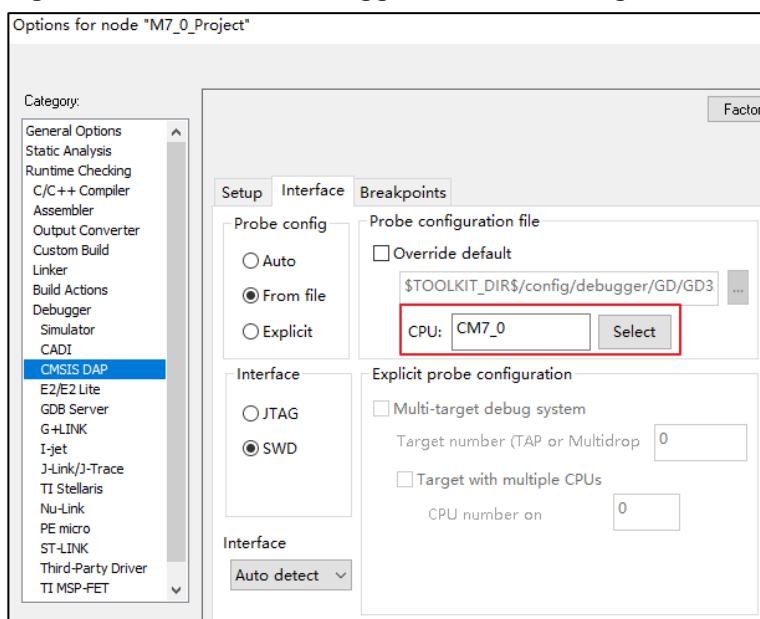 Options for node "M7_0_Project"
Category:
General Options
Static Analysis
Runtime Checking
C/C++ Compiler
Assembler
Output Converter
Custom Build
Linker
Build Actions
Debugger
Simulator
CADI
CMSIS DAP
E2/E2 Lite
GDB Server
G+LINK
I-jet
J-Link/J-Trace
TI Stellaris
Nu-Link
PE micro
ST-LINK
Third-Party Driver
TI MSP-FET
Factor
Setup Interface Breakpoints
Probe config
Auto
From file
Explicit
Probe configuration file
Override default
$TOOLKIT_DIR$/config/debugger/GD/GD3 ...
CPU: CM7_0 Select
Interface
JTAG
SWD
Explicit probe configuration
Multi-target debug system
Target number (TAP or Multidrop 0
Target with multiple CPUs
CPU number on 0
Interface
Auto detect